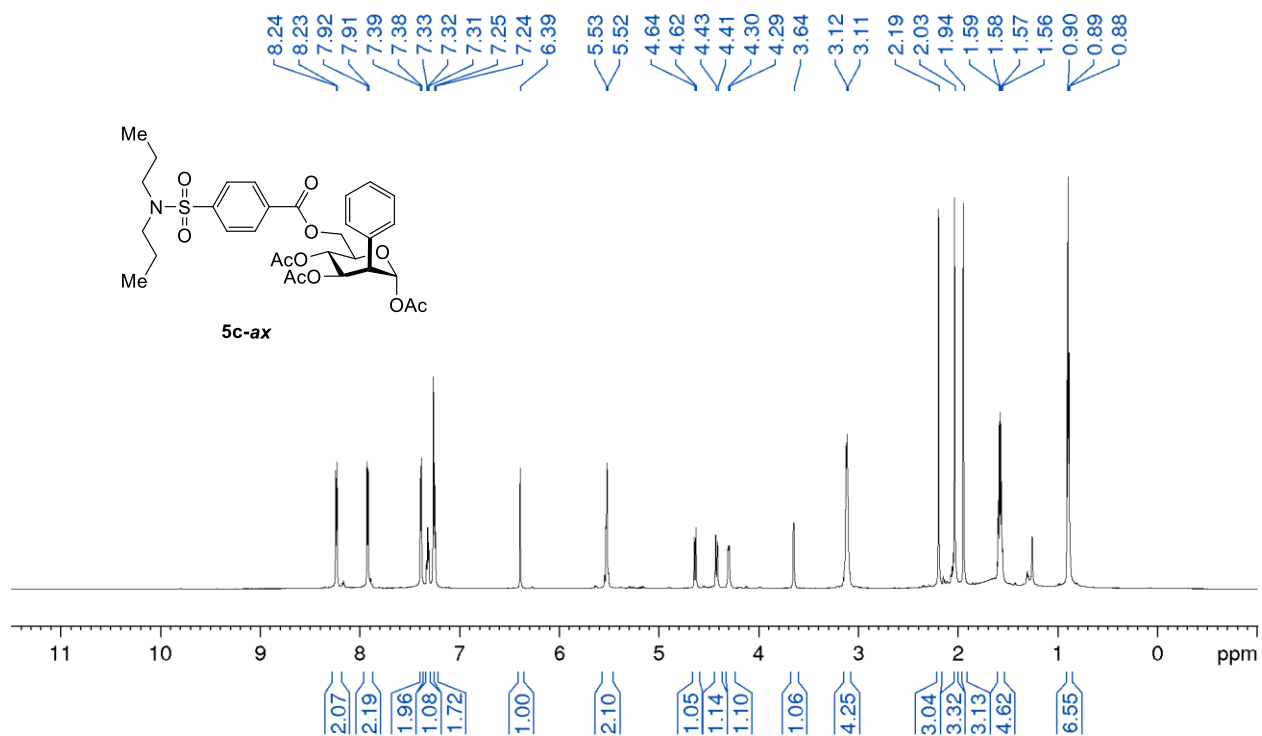 8.24 8.23 7.92 7.91 7.39 7.38 7.33 7.32 7.31 7.25 7.24 6.39 5.53 5.52 4.64 4.62 4.43 4.41 4.30 4.29 3.64 3.12 3.11 2.19 2.03 1.94 1.59 1.58 1.57 1.56 0.90 0.89 0.88
Me
O O
N S O O
O
AcO
AcO
OAc
Me
5c-ax
11 10 9 8 7 6 5 4 3 2 1 0 ppm
2.07 2.19 1.96 1.08 1.72 1.00 2.10 1.05 1.14 1.10 1.06 4.25 3.04 3.32 3.13 4.62 6.55